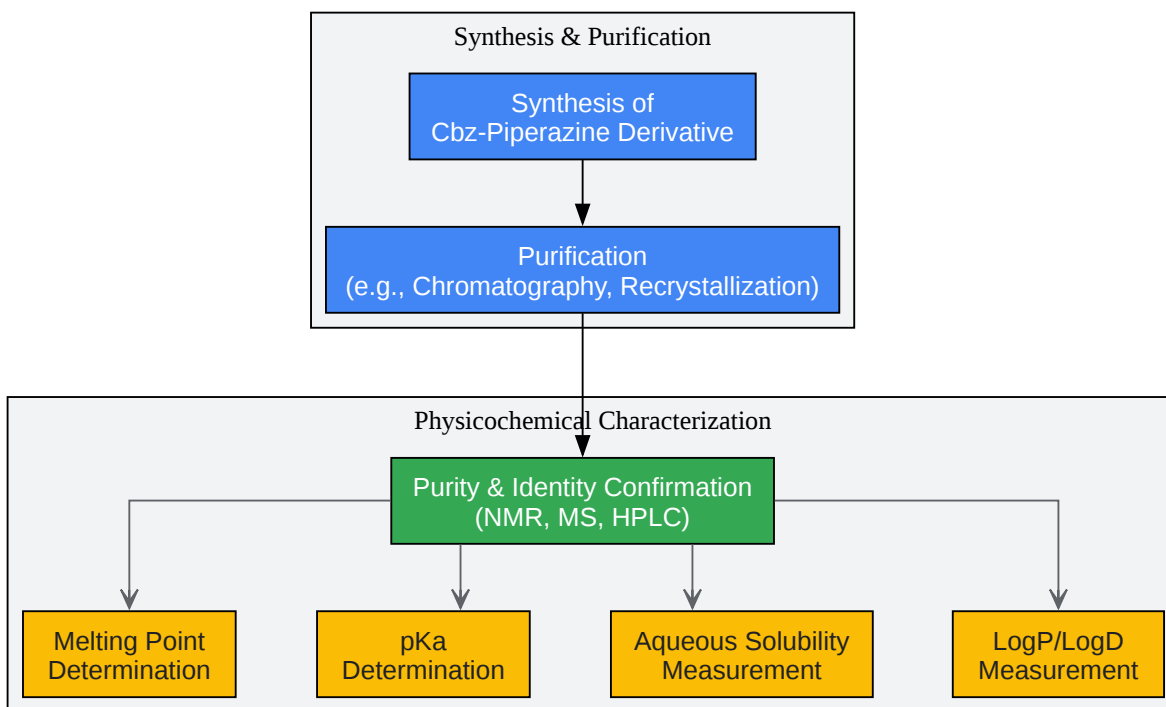 Synthesis & Purification
Synthesis of
Cbz-Piperazine Derivative
Purification
(e.g., Chromatography, Recrystallization)
Physicochemical Characterization
Purity & Identity Confirmation
(NMR, MS, HPLC)
Melting Point
Determination
pKa
Determination
Aqueous Solubility
Measurement
LogP/LogD
Measurement